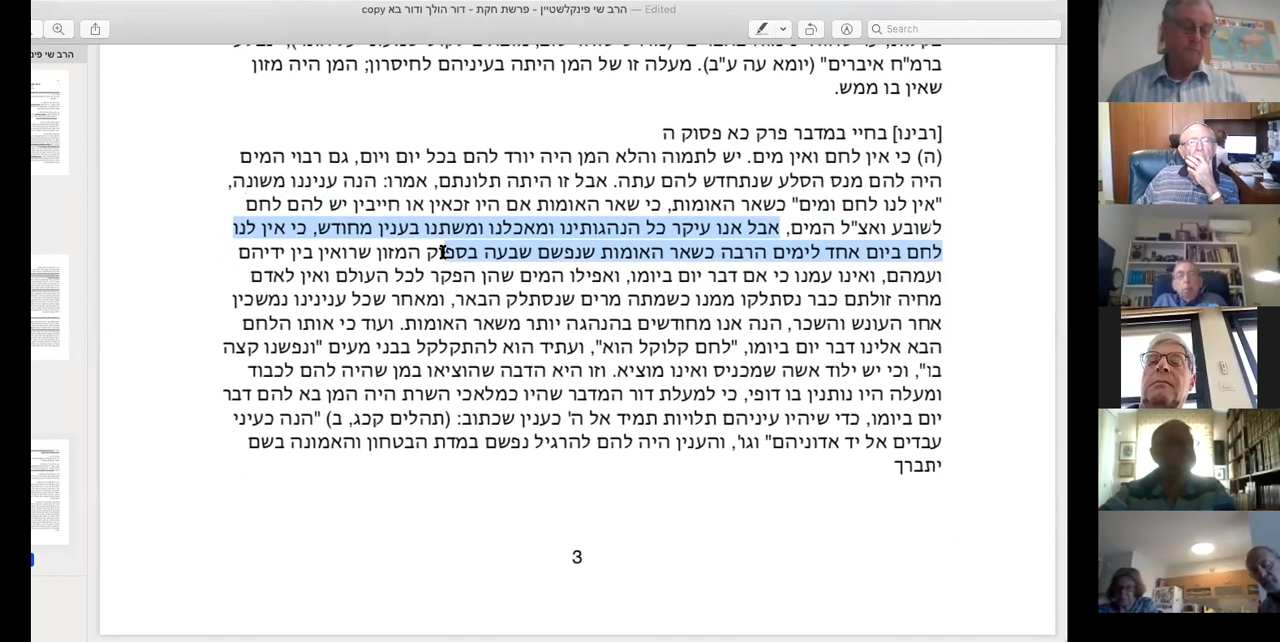 הרב שי פינקלשטיין - פרשת חקת - דור הולך ודור בא copy — Edited
Search
הרב שי פינ
ברמ"ח איברים" (יומא עה ע"ב). מעלה זו של המן היתה בעיניהם לחיסרון; המן היה מזון
שאין בו ממש.
[רבינו] בחיי במדבר פרק כא פסוק ה
(ה) כי אין לחם ואין מים. יש לתמוה והלא המן היה יורד להם בכל יום ויום, גם רבוי המים
היה להם מנס הסלע שנתחדש להם עתה. אבל זו היתה תלונתם, אמרו: הנה עניננו משונה,
"אין לנו לחם ומים" כשאר האומות, כי שאר האומות אם היו זכאין או חייבין יש להם לחם
לשובע ואצ"ל המים, אבל אנו עיקר כל הנהגותינו ומאכלנו ומשתנו בענין מחודש, כי אין לנו
לחם ביום אחד לימים הרבה כשאר האומות שנפשם שבעה בספוק המזון שרואין בין ידיהם
ועמהם, ואינו עמנו כי אם דבר יום ביומו, ואפילו המים שהם הפקר לכל בעולם ואין לאדם
מחיה זולתם כבר נסתלקו ממנו כשמתה מרים שנסתלק הבאר, ומאחר שכל ענינינו נמשכין
אחר העונש והשכר, הנה אנו מחודשים בהנהגה יותר משאר האומות. ועוד כי אותו הלחם
הבא אלינו דבר יום ביומו, "לחם קלוקל הוא", ועתיד הוא להתקלקל בבני מעים "ונפשנו קצה
בו", וכי יש ילוד אשה שמכניס ואינו מוציא. וזו היא הדבה שהוציאו במן שהיה להם לכבוד
ומעלה היו נותנין בו דופי, כי למעלת דור המדבר שהיו כמלאכי השרת היה המן בא להם דבר
יום ביומו, כדי שיהיו עיניהם תלויות תמיד אל ה' כענין שכתוב: (תהלים קכג, ב) "הנה כעיני
עבדים אל יד אדוניהם" וגו', והענין היה להם להרגיל נפשם במדת הבטחון והאמונה בשם
יתברך
3